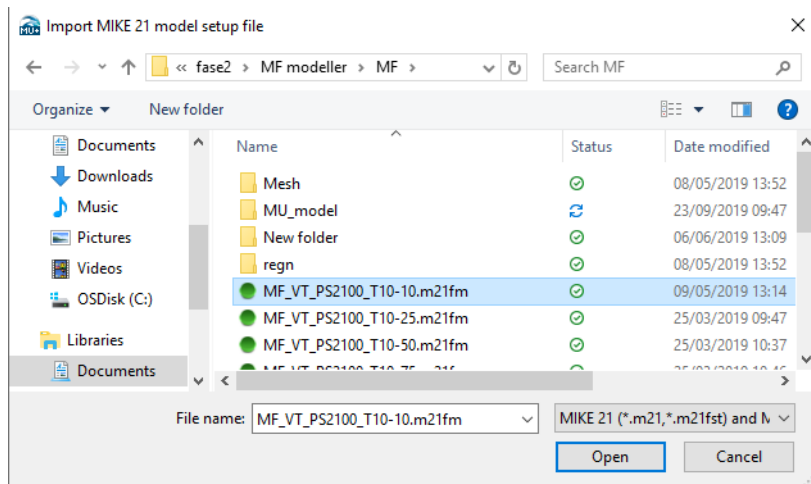 MU+ Import MIKE 21 model setup file
« fase2 > MF modeller > MF >
Search MF
Organize New folder
Name Status Date modified
Documents
Downloads
Music
Pictures
Videos
OSDisk (C:)
Libraries
Documents
Mesh 08/05/2019 13:52
MU_model 23/09/2019 09:47
New folder 06/06/2019 13:09
regn 08/05/2019 13:52
MF_VT_PS2100_T10-10.m21fm 09/05/2019 13:14
MF_VT_PS2100_T10-25.m21fm 25/03/2019 09:47
MF_VT_PS2100_T10-50.m21fm 25/03/2019 10:37
File name: MF_VT_PS2100_T10-10.m21fm MIKE 21 (*.m21,*.m21fst) and
Open Cancel